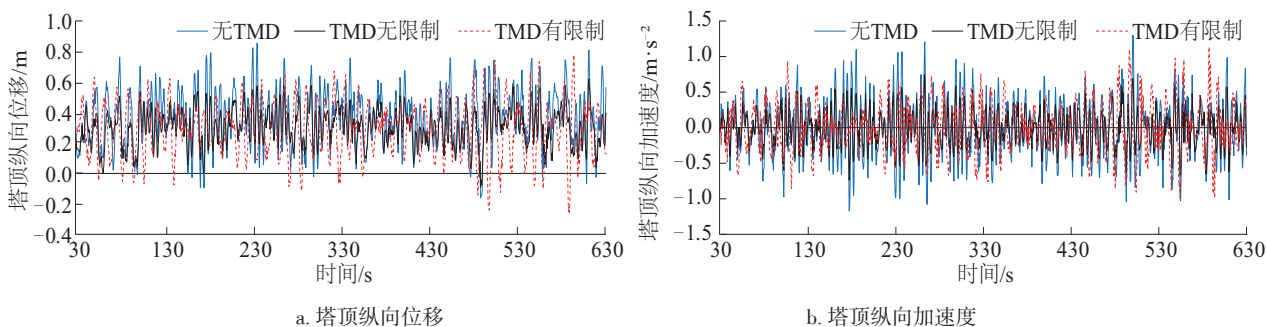 无TMD TMD无限制 TMD有限制
塔顶纵向位移/m
1.0
0.8
0.6
0.4
0.2
0.0
-0.2
-0.4
30 130 230 330 430 530 630
时间/s
a. 塔顶纵向位移
无TMD TMD无限制 TMD有限制
塔顶纵向加速度/m·s⁻²
1.5
1.0
0.5
0.0
-0.5
-1.0
-1.5
30 130 230 330 430 530 630
时间/s
b. 塔顶纵向加速度